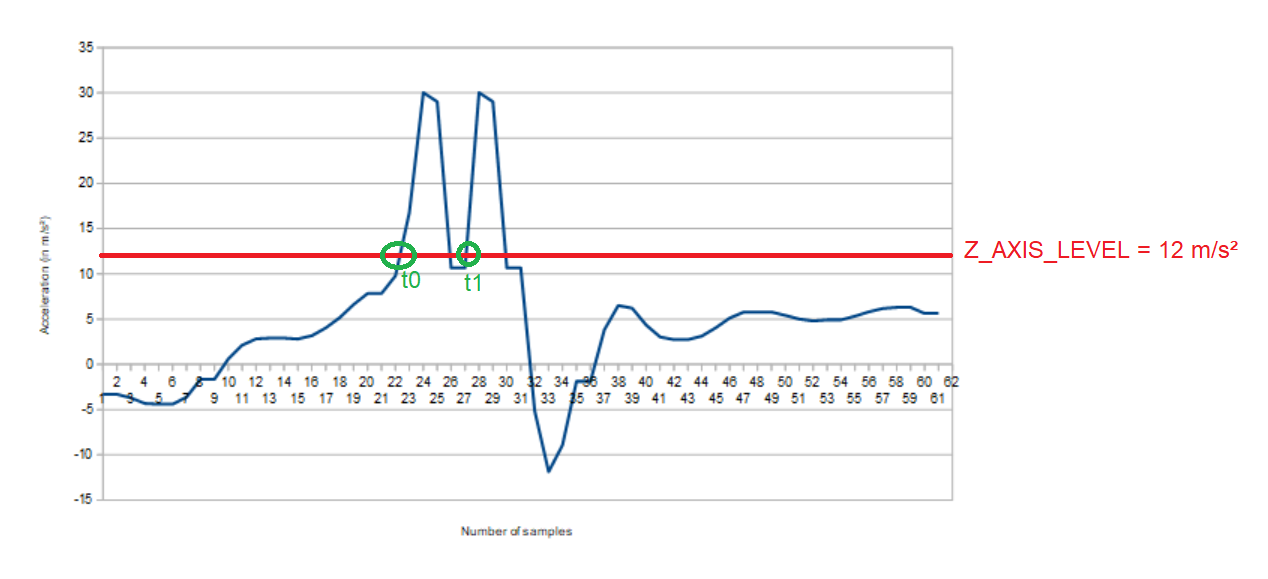 35
30
25
20
15
10
5
0
-5
-10
-15
Acceleration (in m/s²)
Z_AXIS_LEVEL = 12 m/s²
t0
t1
2 4 6 8 10 12 14 16 18 20 22 24 26 28 30 32 34 36 38 40 42 44 46 48 50 52 54 56 58 60 62
1 3 5 7 9 11 13 15 17 19 21 23 25 27 29 31 33 35 37 39 41 43 45 47 49 51 53 55 57 59 61
Number of samples